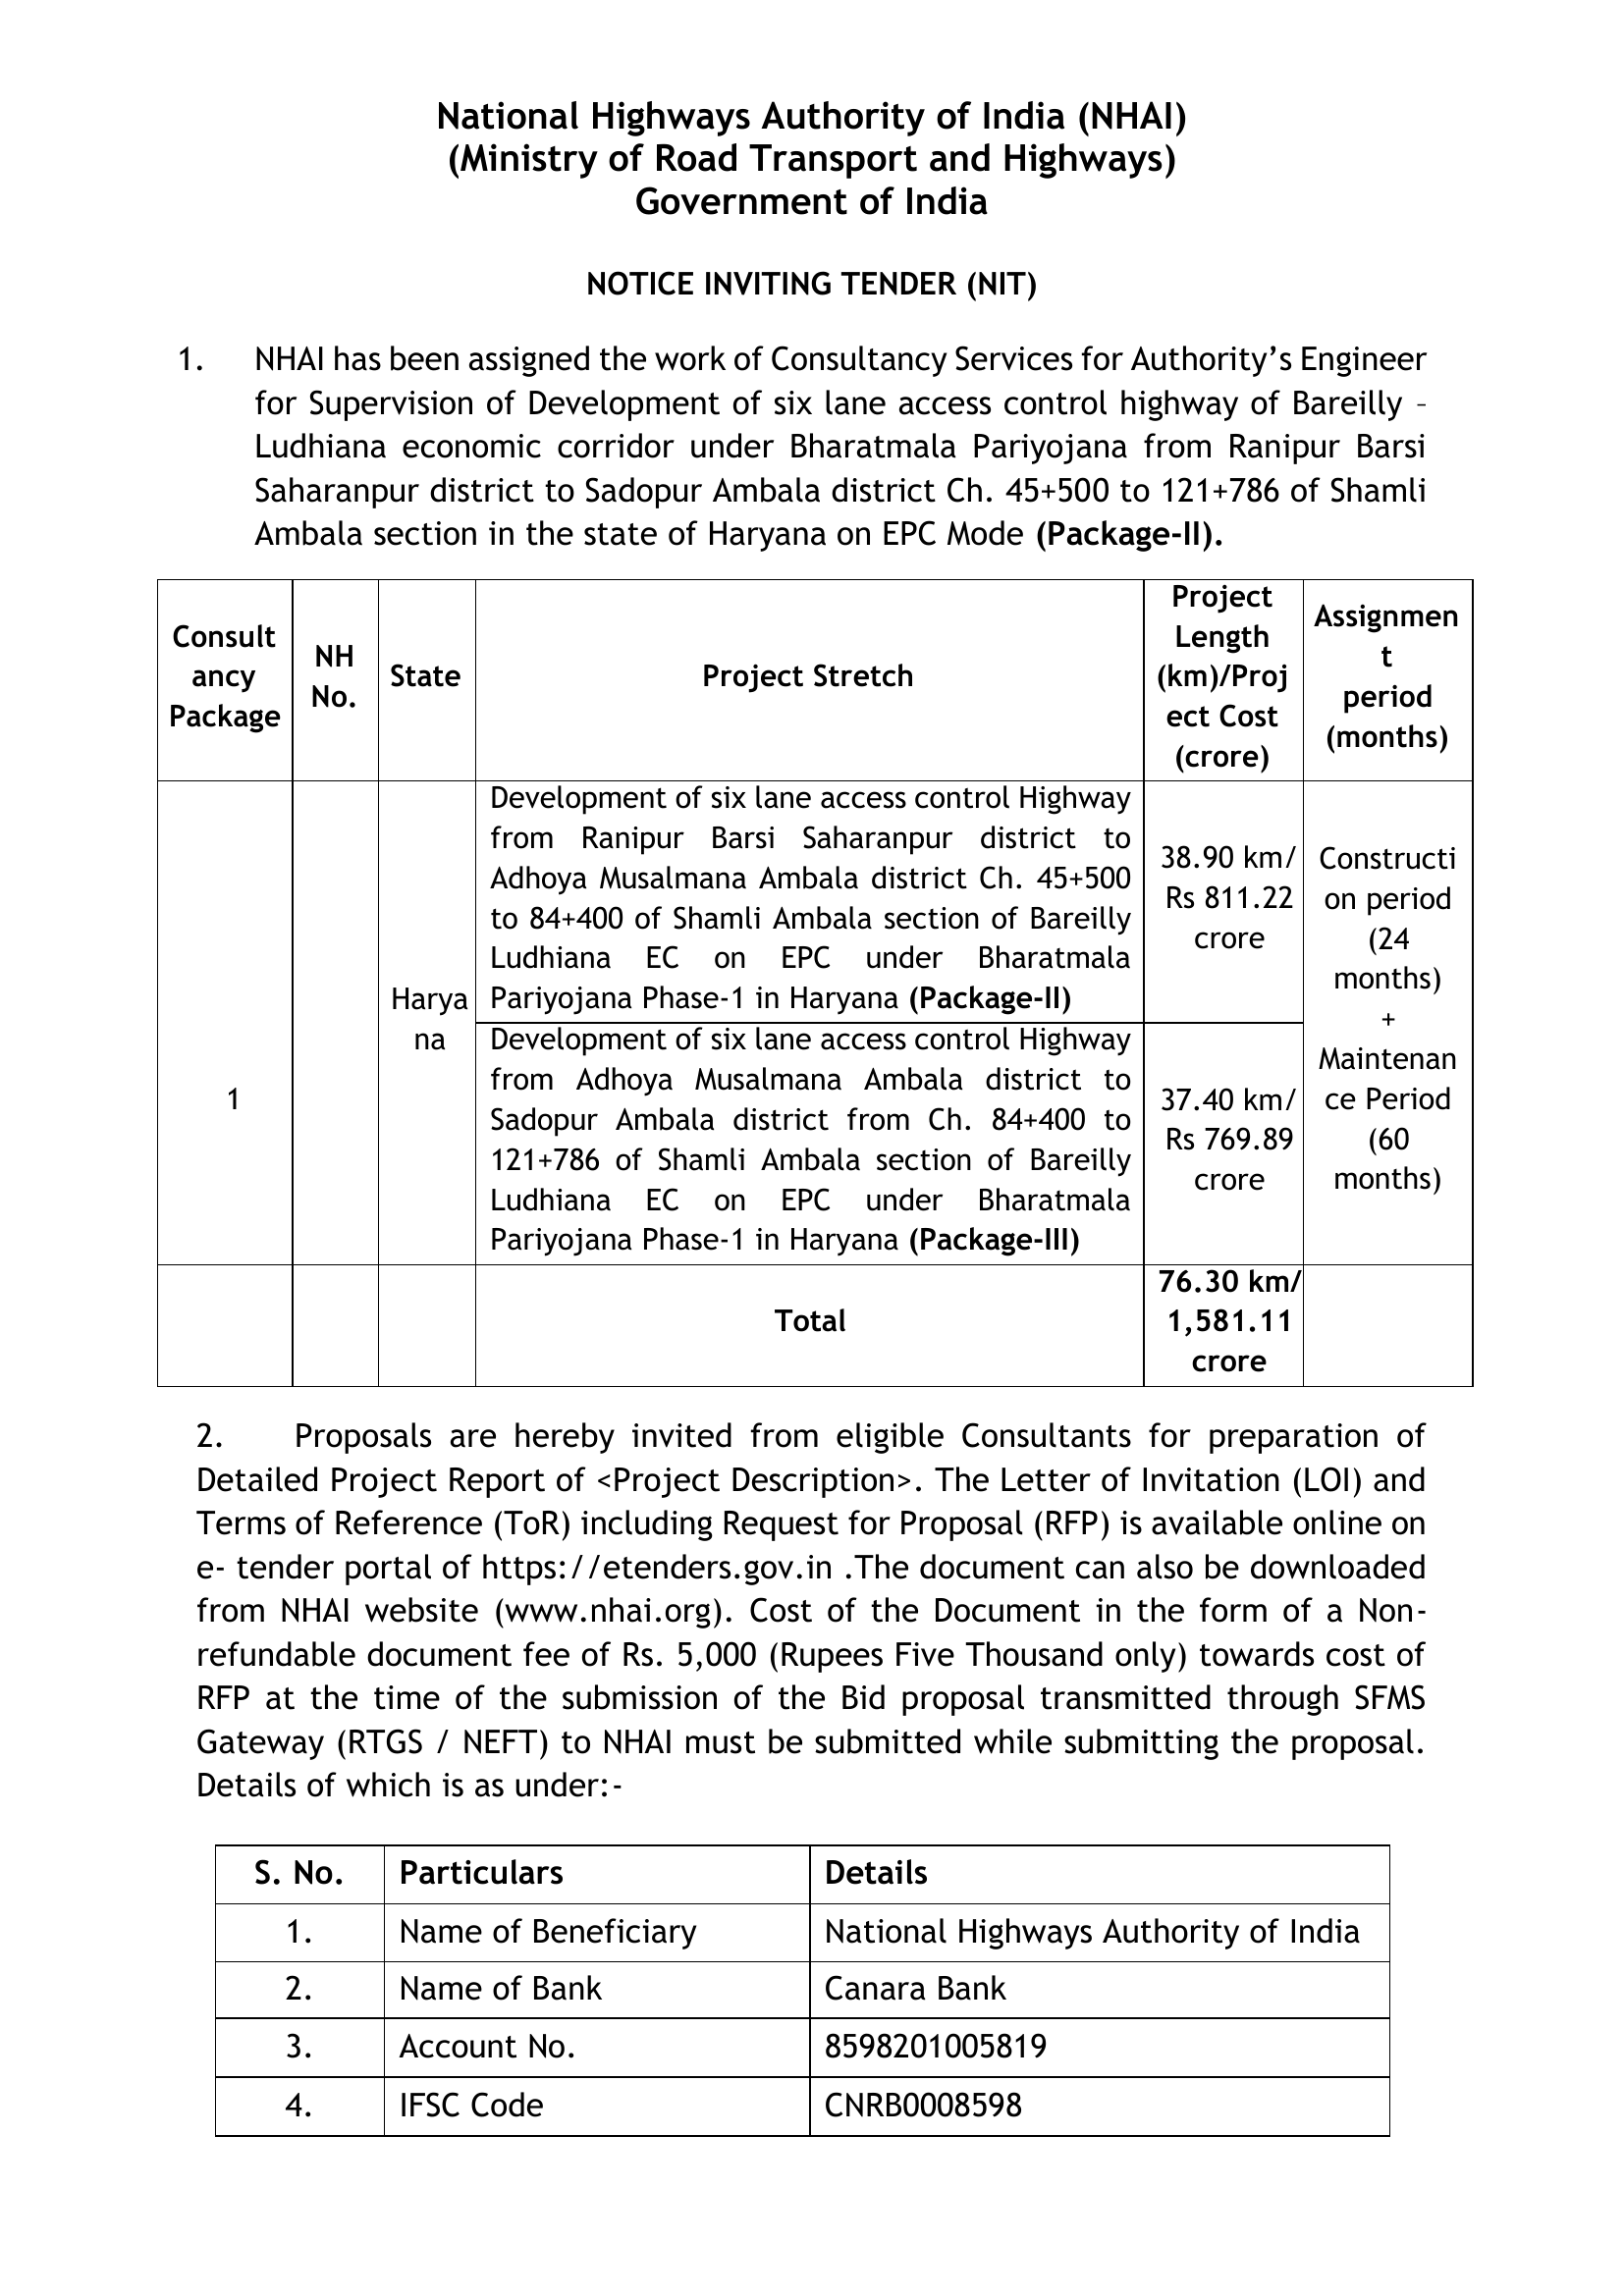 National Highways Authority of India (NHAI)
(Ministry of Road Transport and Highways)
Government of India
NOTICE INVITING TENDER (NIT)
1. NHAI has been assigned the work of Consultancy Services for Authority’s Engineer
for Supervision of Development of six lane access control highway of Bareilly –
Ludhiana economic corridor under Bharatmala Pariyojana from Ranipur Barsi
Saharanpur district to Sadopur Ambala district Ch. 45+500 to 121+786 of Shamli
Ambala section in the state of Haryana on EPC Mode (Package-II).
Consult
ancy
Package
NH
No.
State
Project Stretch
Project
Length
(km)/Proj
ect Cost
(crore)
Assignmen
t
period
(months)
1
Harya
na
Development of six lane access control Highway
from Ranipur Barsi Saharanpur district to
Adhoya Musalmana Ambala district Ch. 45+500
to 84+400 of Shamli Ambala section of Bareilly
Ludhiana EC on EPC under Bharatmala
Pariyojana Phase-1 in Haryana (Package-II)
38.90 km/
Rs 811.22
crore
Constructi
on period
(24
months)
+
Maintenan
ce Period
(60
months)
Development of six lane access control Highway
from Adhoya Musalmana Ambala district to
Sadopur Ambala district from Ch. 84+400 to
121+786 of Shamli Ambala section of Bareilly
Ludhiana EC on EPC under Bharatmala
Pariyojana Phase-1 in Haryana (Package-III)
37.40 km/
Rs 769.89
crore
Total
76.30 km/
1,581.11
crore
2. Proposals are hereby invited from eligible Consultants for preparation of
Detailed Project Report of <Project Description>. The Letter of Invitation (LOI) and
Terms of Reference (ToR) including Request for Proposal (RFP) is available online on
e- tender portal of https://etenders.gov.in .The document can also be downloaded
from NHAI website (www.nhai.org). Cost of the Document in the form of a Non-
refundable document fee of Rs. 5,000 (Rupees Five Thousand only) towards cost of
RFP at the time of the submission of the Bid proposal transmitted through SFMS
Gateway (RTGS / NEFT) to NHAI must be submitted while submitting the proposal.
Details of which is as under:-
S. No. Particulars Details
1. Name of Beneficiary National Highways Authority of India
2. Name of Bank Canara Bank
3. Account No. 8598201005819
4. IFSC Code CNRB0008598